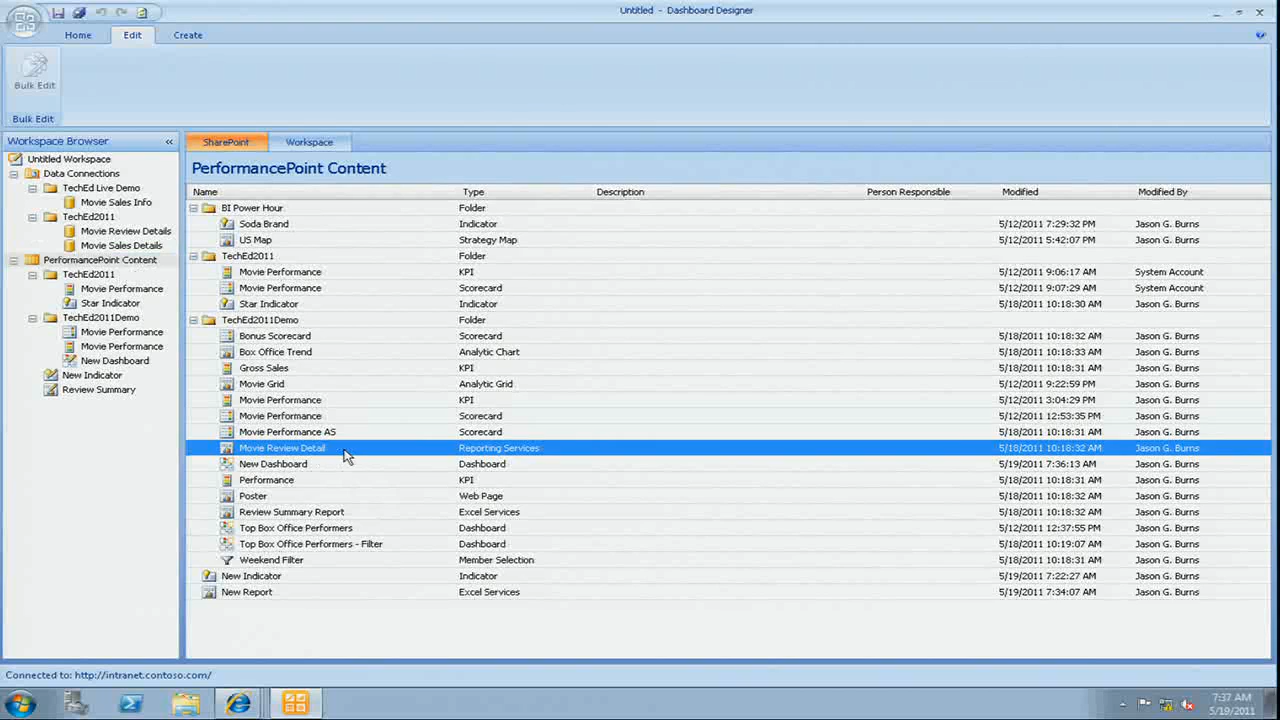 Untitled - Dashboard Designer
Home Edit Create
Bulk Edit
Bulk Edit
Workspace Browser «
Untitled Workspace
Data Connections
TechEd Live Demo
Movie Sales Info
TechEd2011
Movie Review Details
Movie Sales Details
PerformancePoint Content
TechEd2011
Movie Performance
Star Indicator
TechEd2011Demo
Movie Performance
Movie Performance
New Dashboard
New Indicator
Review Summary
SharePoint Workspace
PerformancePoint Content
Name Type Description Person Responsible Modified Modified By
BI Power Hour Folder
Soda Brand Indicator 5/12/2011 7:29:32 PM Jason G. Burns
US Map Strategy Map 5/12/2011 5:42:07 PM Jason G. Burns
TechEd2011 Folder
Movie Performance KPI 5/12/2011 9:06:17 AM System Account
Movie Performance Scorecard 5/12/2011 9:07:29 AM System Account
Star Indicator Indicator 5/18/2011 10:18:30 AM Jason G. Burns
TechEd2011Demo Folder
Bonus Scorecard Scorecard 5/18/2011 10:18:32 AM Jason G. Burns
Box Office Trend Analytic Chart 5/18/2011 10:18:33 AM Jason G. Burns
Gross Sales KPI 5/18/2011 10:18:31 AM Jason G. Burns
Movie Grid Analytic Grid 5/12/2011 9:22:59 PM Jason G. Burns
Movie Performance KPI 5/12/2011 3:04:29 PM Jason G. Burns
Movie Performance Scorecard 5/12/2011 12:53:35 PM Jason G. Burns
Movie Performance AS Scorecard 5/18/2011 10:18:31 AM Jason G. Burns
Movie Review Detail Reporting Services 5/18/2011 10:18:32 AM Jason G. Burns
New Dashboard Dashboard 5/19/2011 7:36:13 AM Jason G. Burns
Performance KPI 5/18/2011 10:18:31 AM Jason G. Burns
Poster Web Page 5/18/2011 10:18:32 AM Jason G. Burns
Review Summary Report Excel Services 5/18/2011 10:18:32 AM Jason G. Burns
Top Box Office Performers Dashboard 5/12/2011 12:37:55 PM Jason G. Burns
Top Box Office Performers - Filter Dashboard 5/18/2011 10:19:07 AM Jason G. Burns
Weekend Filter Member Selection 5/18/2011 10:18:31 AM Jason G. Burns
New Indicator Indicator 5/19/2011 7:22:27 AM Jason G. Burns
New Report Excel Services 5/19/2011 7:34:07 AM Jason G. Burns
Connected to: http://intranet.contoso.com/
7:37 AM
5/19/2011